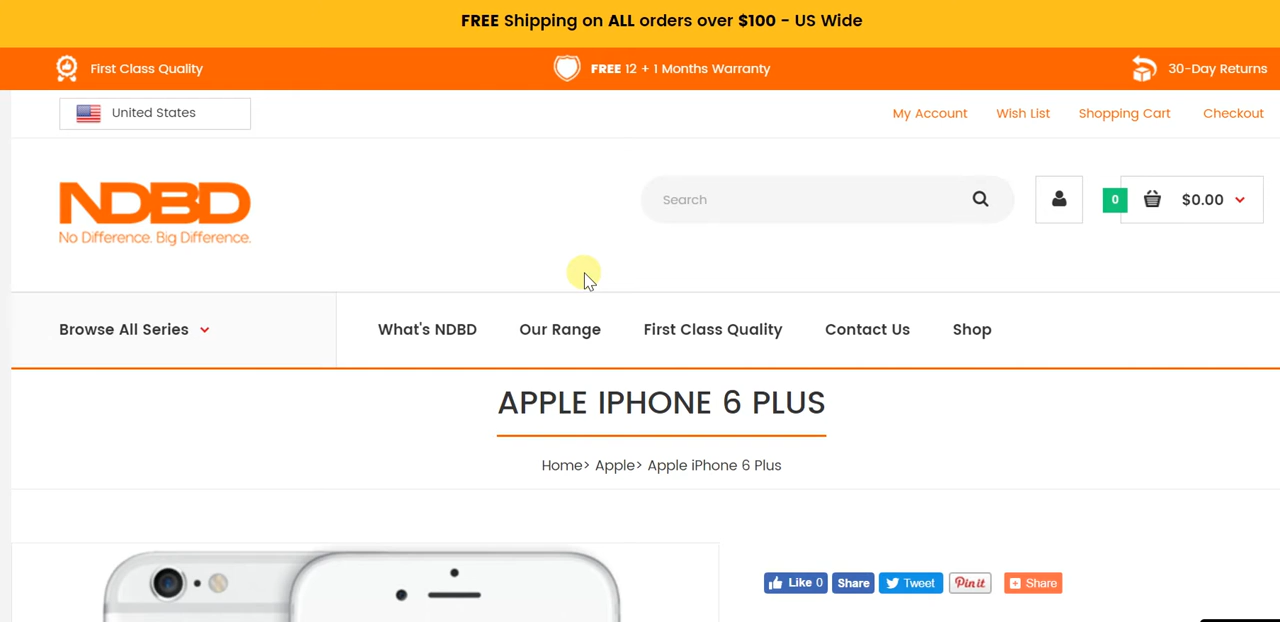 FREE Shipping on ALL orders over $100 - US Wide
First Class Quality
FREE 12 + 1 Months Warranty
30-Day Returns
United States
My Account
Wish List
Shopping Cart
Checkout
NDBD
No Difference. Big Difference.
Search
0
$0.00
Browse All Series
What's NDBD
Our Range
First Class Quality
Contact Us
Shop
APPLE IPHONE 6 PLUS
Home> Apple> Apple iPhone 6 Plus
Like 0
Share
Tweet
Pin it
Share